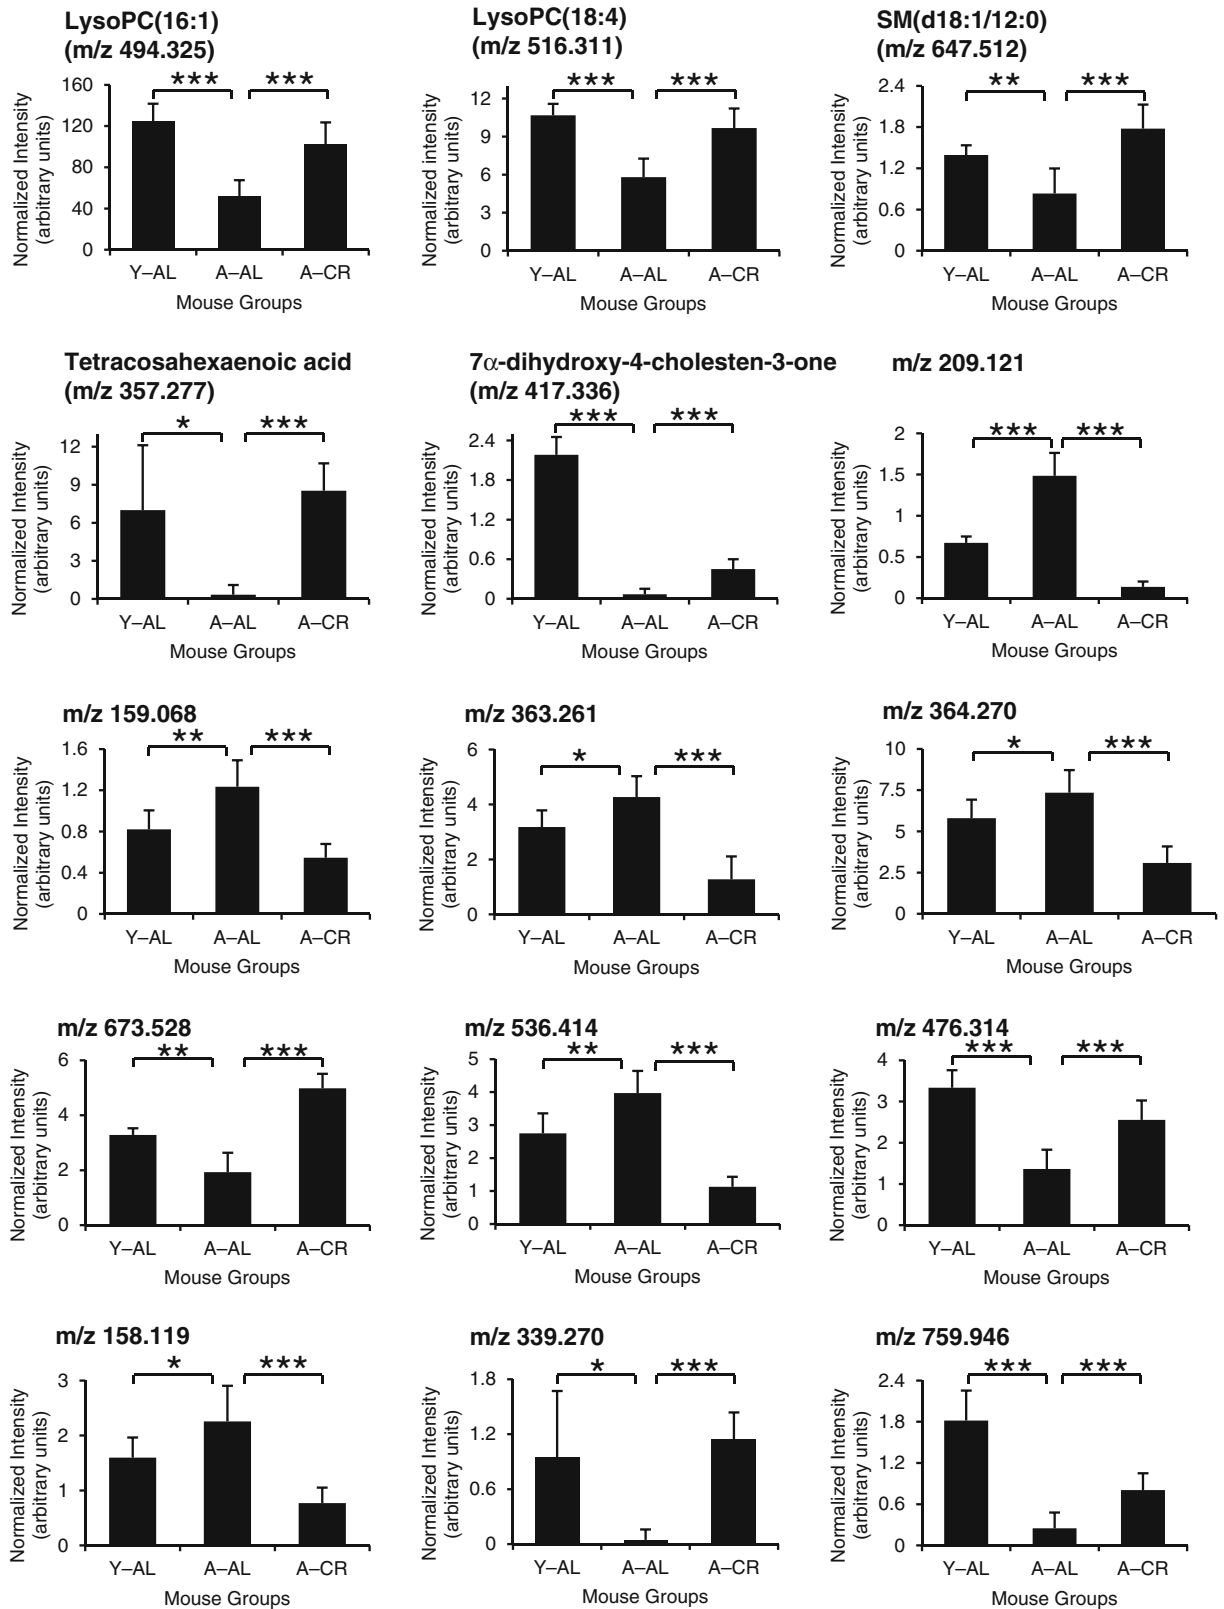 LysoPC(16:1)
(m/z 494.325)
Normalized Intensity
(arbitrary units)
160
120
80
40
0
***
***
Y–AL
A–AL
A–CR
Mouse Groups
LysoPC(18:4)
(m/z 516.311)
Normalized intensity
(arbitrary units)
12
9
6
3
0
***
***
Y–AL
A–AL
A–CR
Mouse Groups
SM(d18:1/12:0)
(m/z 647.512)
Normalized Intensity
(arbitrary units)
2.4
1.8
1.2
0.6
0
**
***
Y–AL
A–AL
A–CR
Mouse Groups
Tetracosahexaenoic acid
(m/z 357.277)
Normalized Intensity
(arbitrary units)
12
9
6
3
0
*
***
Y–AL
A–AL
A–CR
Mouse Groups
7α-dihydroxy-4-cholesten-3-one
(m/z 417.336)
Normalized Intensity
(arbitrary units)
2.4
1.8
1.2
0.6
0
***
***
Y–AL
A–AL
A–CR
Mouse Groups
m/z 209.121
Normalized Intensity
(arbitrary units)
2
1.5
1
0.5
0
***
***
Y–AL
A–AL
A–CR
Mouse Groups
m/z 159.068
Normalized Intensity
(arbitrary units)
1.6
1.2
0.8
0.4
0
**
***
Y–AL
A–AL
A–CR
Mouse Groups
m/z 363.261
Normalized Intensity
(arbitrary units)
6
4
2
0
*
***
Y–AL
A–AL
A–CR
Mouse Groups
m/z 364.270
Normalized Intensity
(arbitrary units)
10
7.5
5
2.5
0
*
***
Y–AL
A–AL
A–CR
Mouse Groups
m/z 673.528
Normalized Intensity
(arbitrary units)
6
4
2
0
**
***
Y–AL
A–AL
A–CR
Mouse Groups
m/z 536.414
Normalized Intensity
(arbitrary units)
5
4
3
2
1
0
**
***
Y–AL
A–AL
A–CR
Mouse Groups
m/z 476.314
Normalized Intensity
(arbitrary units)
4
3
2
1
0
***
***
Y–AL
A–AL
A–CR
Mouse Groups
m/z 158.119
Normalized Intensity
(arbitrary units)
3
2
1
0
*
***
Y–AL
A–AL
A–CR
Mouse Groups
m/z 339.270
Normalized Intensity
(arbitrary units)
1.8
1.2
0.6
0
*
***
Y–AL
A–AL
A–CR
Mouse Groups
m/z 759.946
Normalized Intensity
(arbitrary units)
2.4
1.8
1.2
0.6
0
***
***
Y–AL
A–AL
A–CR
Mouse Groups